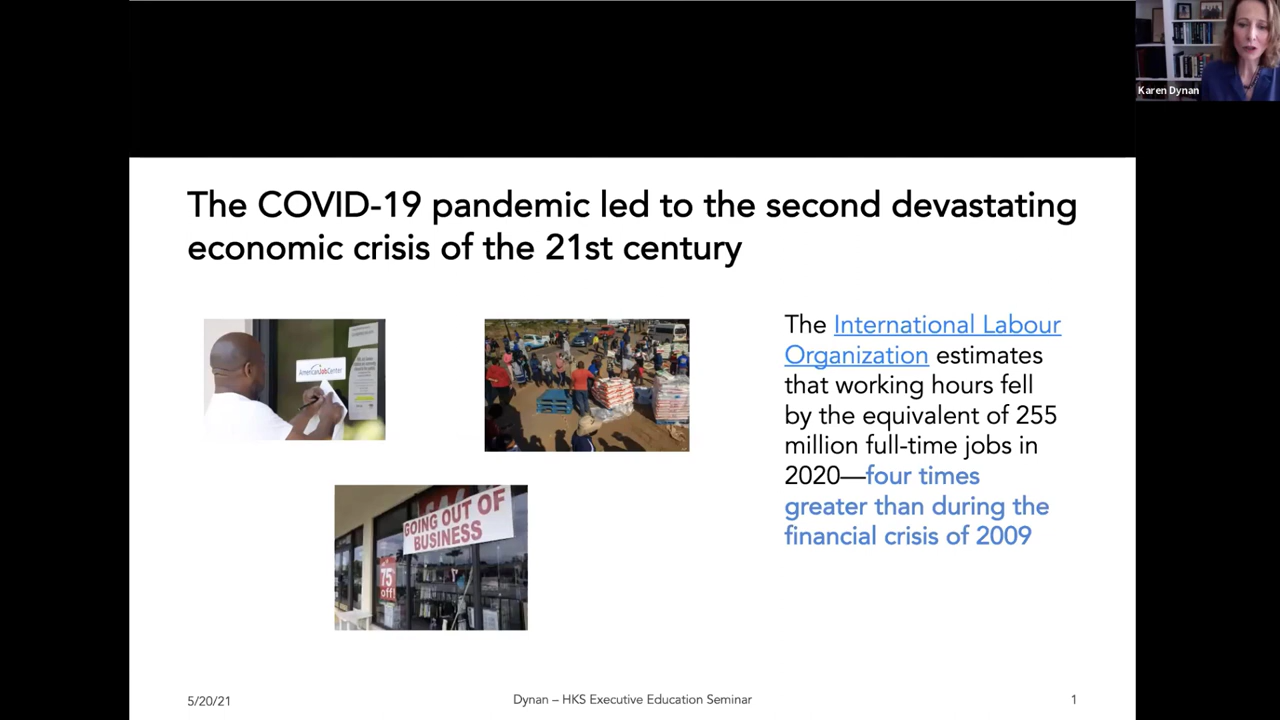 Karen Dynan
The COVID-19 pandemic led to the second devastating
economic crisis of the 21st century
The International Labour
Organization estimates
that working hours fell
by the equivalent of 255
million full-time jobs in
2020—four times
greater than during the
financial crisis of 2009
AmericanJobCenter
GOING OUT OF
BUSINESS
75
off!
5/20/21
Dynan – HKS Executive Education Seminar
1